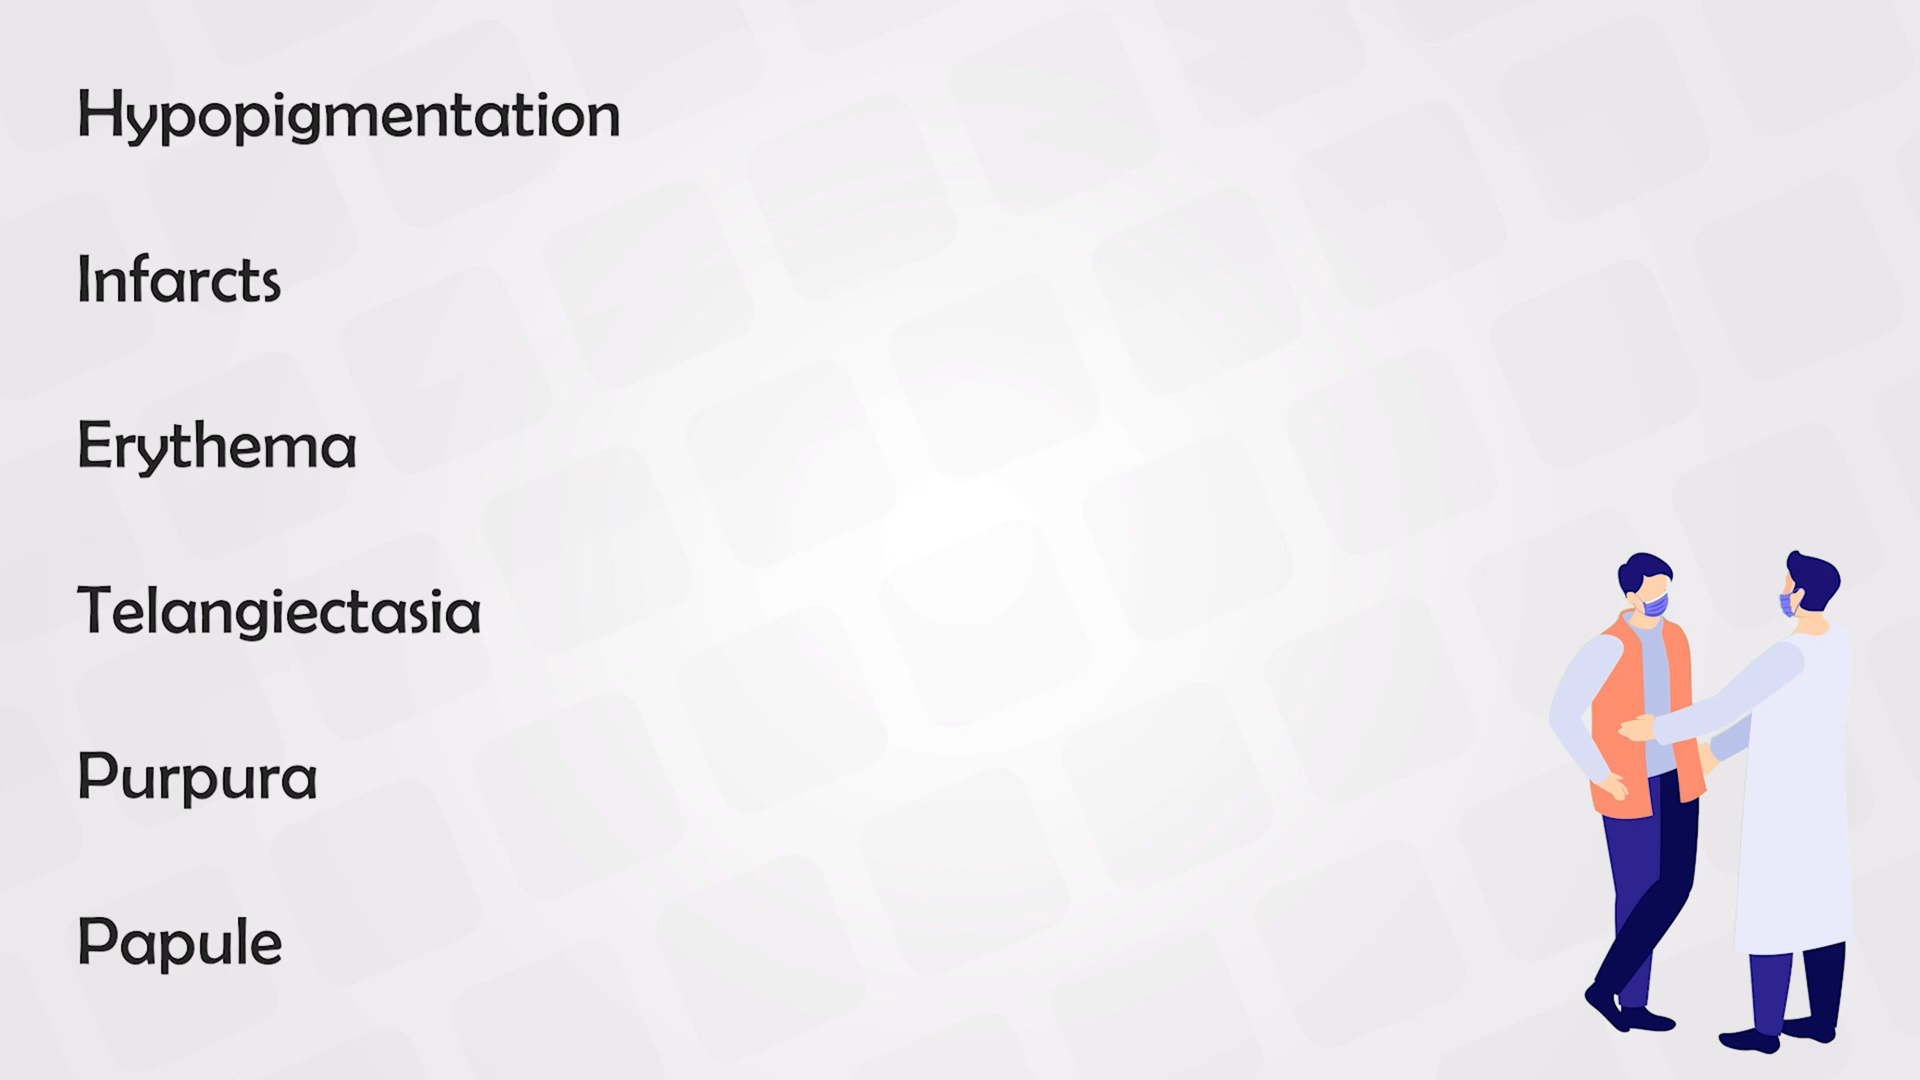 Hypopigmentation
Infarcts
Erythema
Telangiectasia
Purpura
Papule